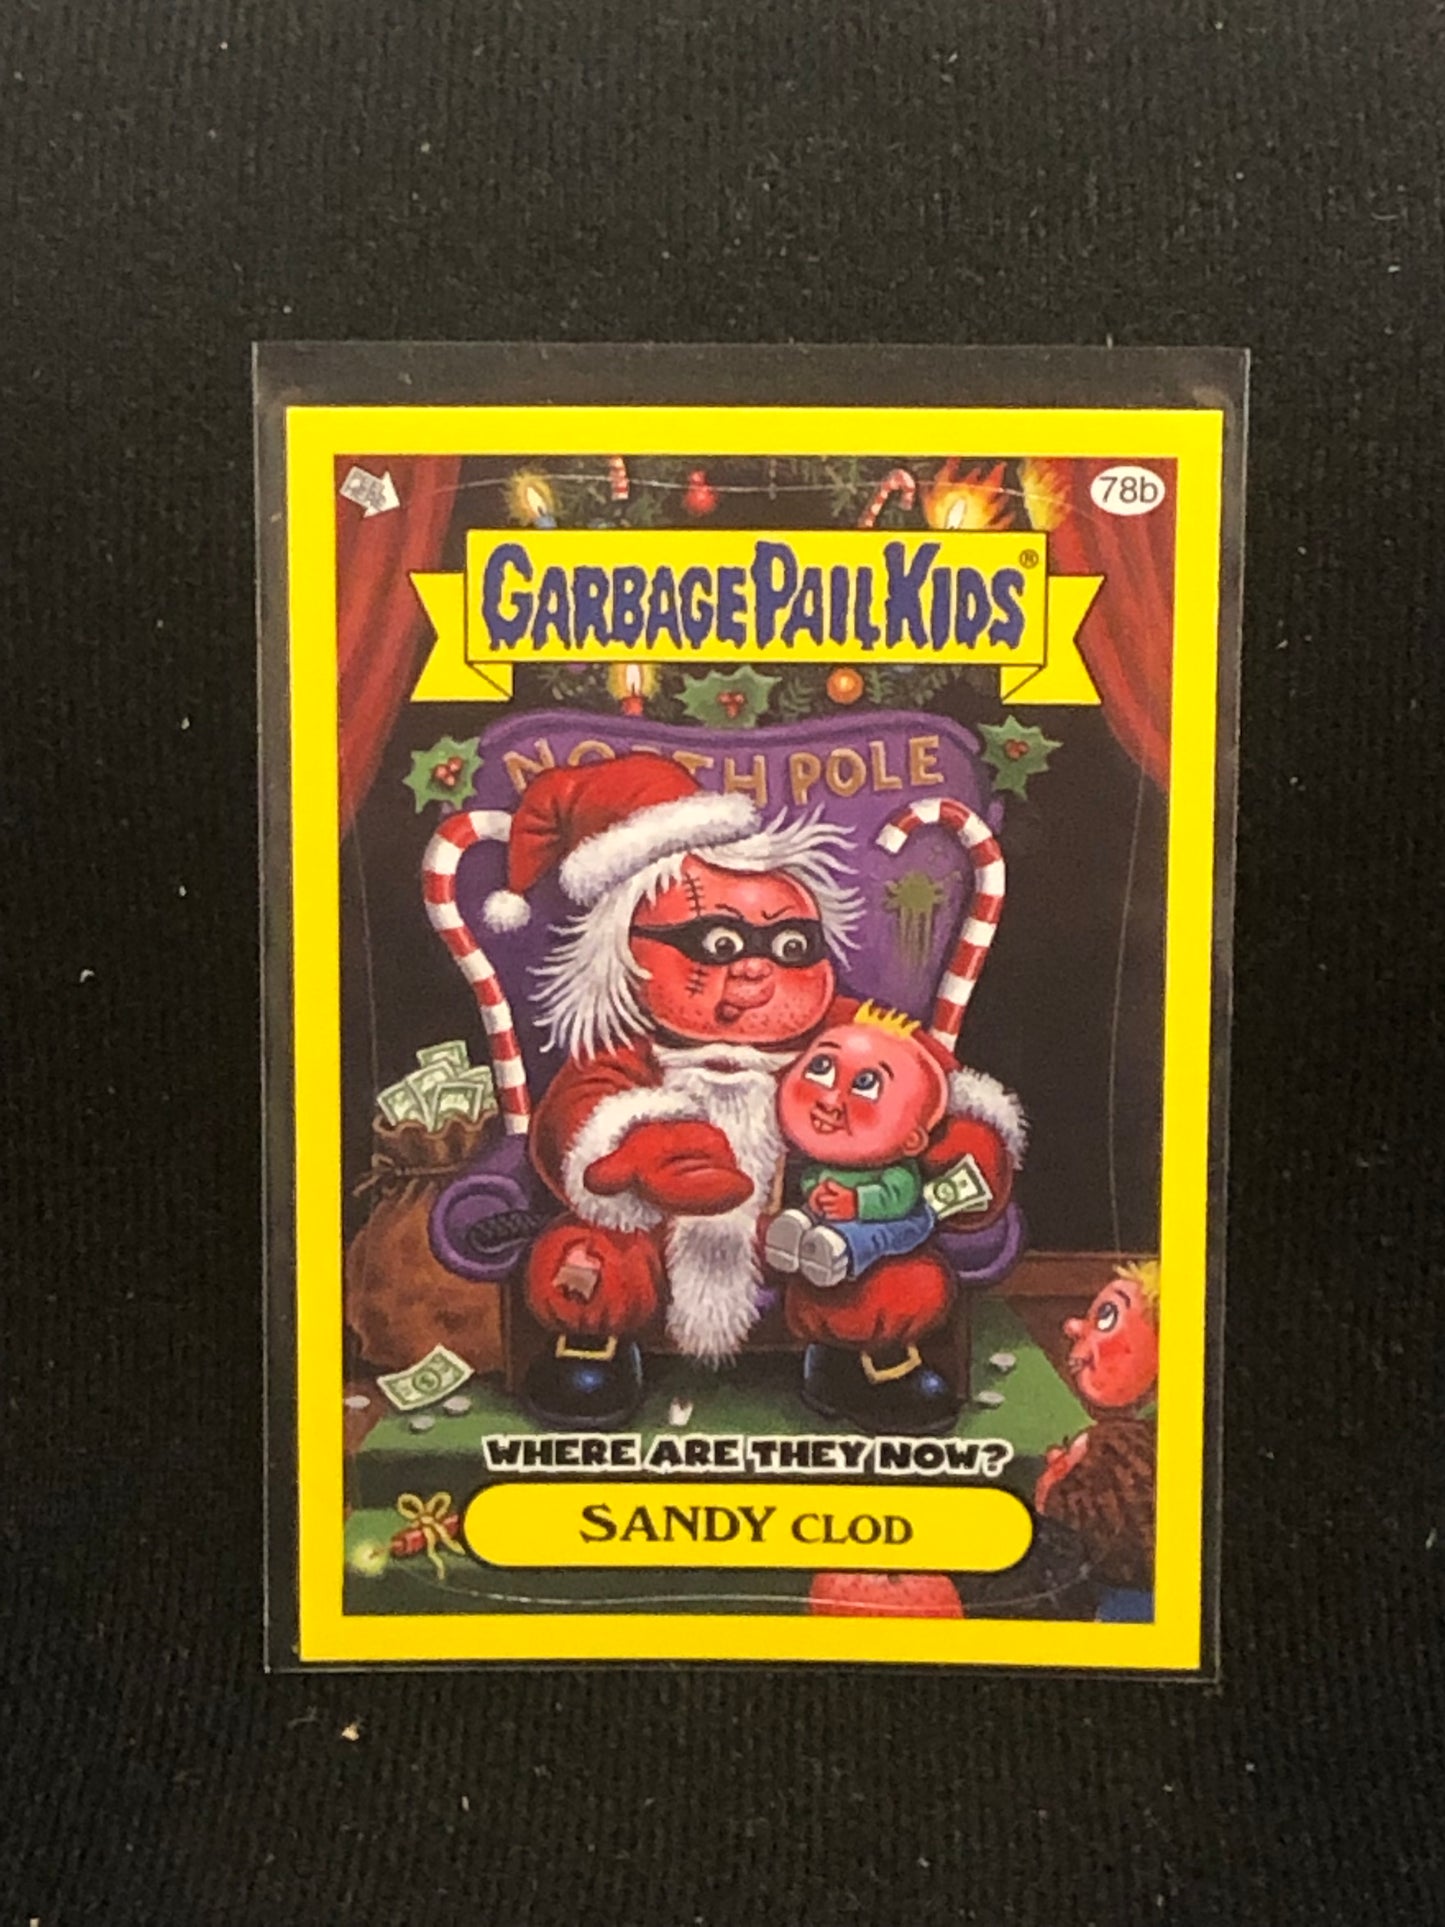 78b
GARBAGE PAIL KIDS®
NORTH POLE
WHERE ARE THEY NOW?
SANDY CLOD